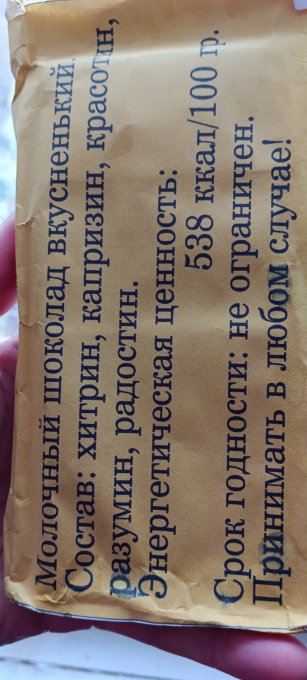 Молочный шоколад вкусненький
Состав: хитрин, капризин, красотин,
разумин, радостин.
Энергетическая ценность:
538 ккал/100 гр.
Срок годности: не ограничен.
Принимать в любом случае!